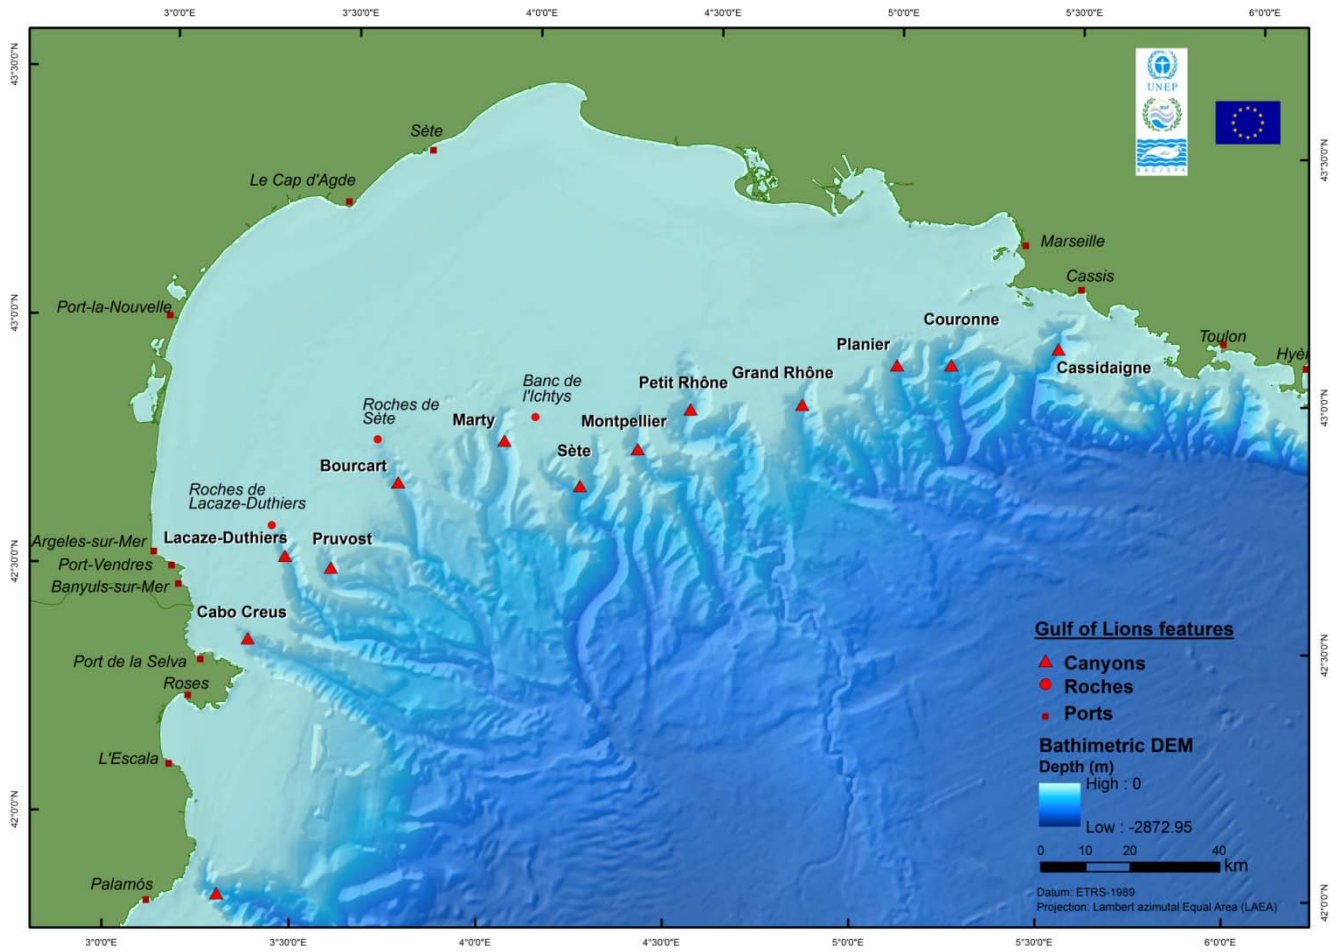 3°0'0"E 3°30'0"E 4°0'0"E 4°30'0"E 5°0'0"E 5°30'0"E 6°0'0"E
43°30'0"N
43°0'0"N
42°30'0"N
42°0'0"N
43°30'0"N
43°0'0"N
42°30'0"N
42°0'0"N
UNEP
MAP
RAC/SPA
Sète
Le Cap d'Agde
Marseille
Cassis
Port-la-Nouvelle
Couronne
Toulon
Planier
Hyèr
Cassidaigne
Grand Rhône
Petit Rhône
Banc de
l'Ichtys
Roches de
Sète
Marty
Montpellier
Sète
Bourcart
Roches de
Lacaze-Duthiers
Lacaze-Duthiers
Pruvost
Argeles-sur-Mer
Port-Vendres
Banyuls-sur-Mer
Cabo Creus
Port de la Selva
Roses
L'Escala
Palamós
Gulf of Lions features
Canyons
Roches
Ports
Bathimetric DEM
Depth (m)
High : 0
Low : -2872.95
0 10 20 40
km
Datum: ETRS-1989
Projection: Lambert azimutal Equal Area (LAEA)
3°0'0"E 3°30'0"E 4°0'0"E 4°30'0"E 5°0'0"E 5°30'0"E 6°0'0"E